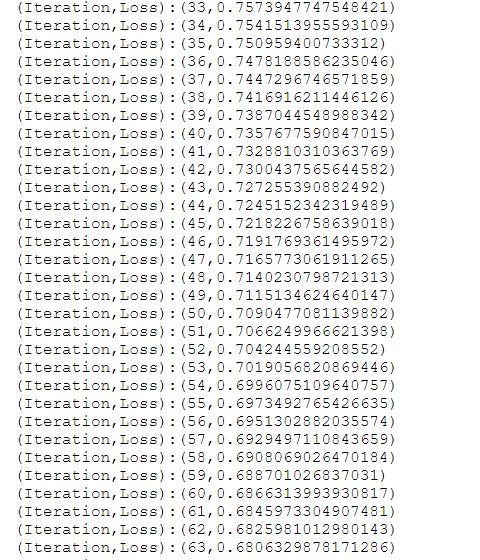 (Iteration,Loss):(33,0.7573947747548421)
(Iteration,Loss):(34,0.7541513955593109)
(Iteration,Loss):(35,0.750959400733312)
(Iteration,Loss):(36,0.7478188586235046)
(Iteration,Loss):(37,0.7447296746571859)
(Iteration,Loss):(38,0.7416916211446126)
(Iteration,Loss):(39,0.7387044548988342)
(Iteration,Loss):(40,0.7357677590847015)
(Iteration,Loss):(41,0.7328810310363769)
(Iteration,Loss):(42,0.7300437565644582)
(Iteration,Loss):(43,0.727255390882492)
(Iteration,Loss):(44,0.7245152342319489)
(Iteration,Loss):(45,0.7218226758639018)
(Iteration,Loss):(46,0.7191769361495972)
(Iteration,Loss):(47,0.7165773061911265)
(Iteration,Loss):(48,0.7140230798721313)
(Iteration,Loss):(49,0.7115134624640147)
(Iteration,Loss):(50,0.7090477081139882)
(Iteration,Loss):(51,0.7066249966621398)
(Iteration,Loss):(52,0.704244559208552)
(Iteration,Loss):(53,0.7019056820869446)
(Iteration,Loss):(54,0.6996075109640757)
(Iteration,Loss):(55,0.6973492765426635)
(Iteration,Loss):(56,0.6951302882035574)
(Iteration,Loss):(57,0.6929497110843659)
(Iteration,Loss):(58,0.6908069026470184)
(Iteration,Loss):(59,0.688701026837031)
(Iteration,Loss):(60,0.6866313993930817)
(Iteration,Loss):(61,0.6845973304907481)
(Iteration,Loss):(62,0.6825981012980143)
(Iteration,Loss):(63,0.6806329878171286)